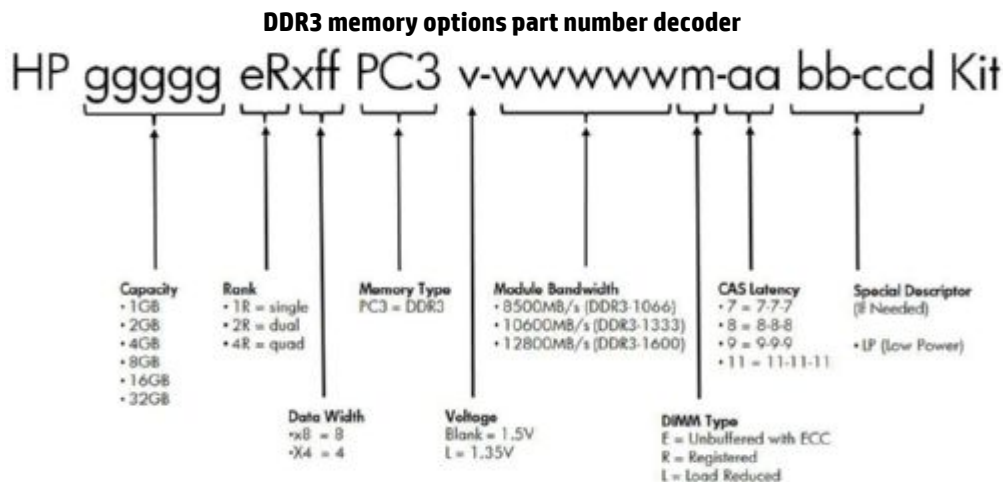 DDR3 memory options part number decoder
HP ggggg eRxff PC3 v-wwwwwm-aa bb-ccd Kit
Capacity
• 1GB
• 2GB
• 4GB
• 8GB
• 16GB
• 32GB
Rank
• 1R = single
• 2R = dual
• 4R = quad
Memory Type
PC3 = DDR3
Module Bandwidth
• 8500MB/s (DDR3-1066)
• 10600MB/s (DDR3-1333)
• 12800MB/s (DDR3-1600)
CAS Latency
• 7 = 7-7-7
• 8 = 8-8-8
• 9 = 9-9-9
• 11 = 11-11-11
Special Descriptor
(If Needed)
• LP (Low Power)
Data Width
•x8 = 8
•X4 = 4
Voltage
Blank = 1.5V
L = 1.35V
DIMM Type
E = Unbuffered with ECC
R = Registered
L = Load Reduced